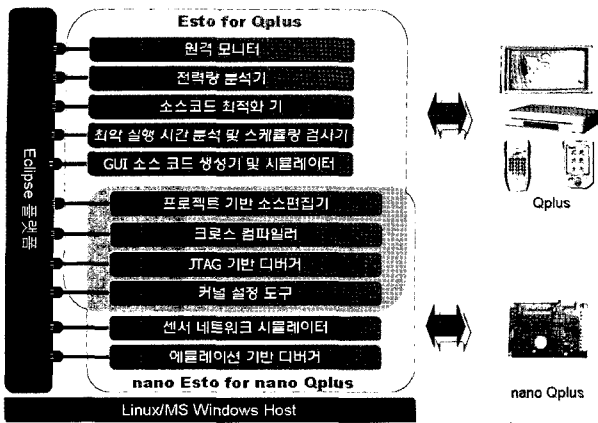 Esto for Qplus
원격 모니터
전력량 분석기
소스코드 최적화 기
최악 실행 시간 분석 및 스케쥴링 검사기
GUI 소스 코드 생성기 및 시뮬레이터
프로젝트 기반 소스편집기
크로스 컴파일러
JTAG 기반 디버거
커널 설정 도구
센서 네트워크 시뮬레이터
에뮬레이션 기반 디버거
nano Esto for nano Qplus
Eclipse 플랫폼
Linux/MS Windows Host
Qplus
nano Qplus